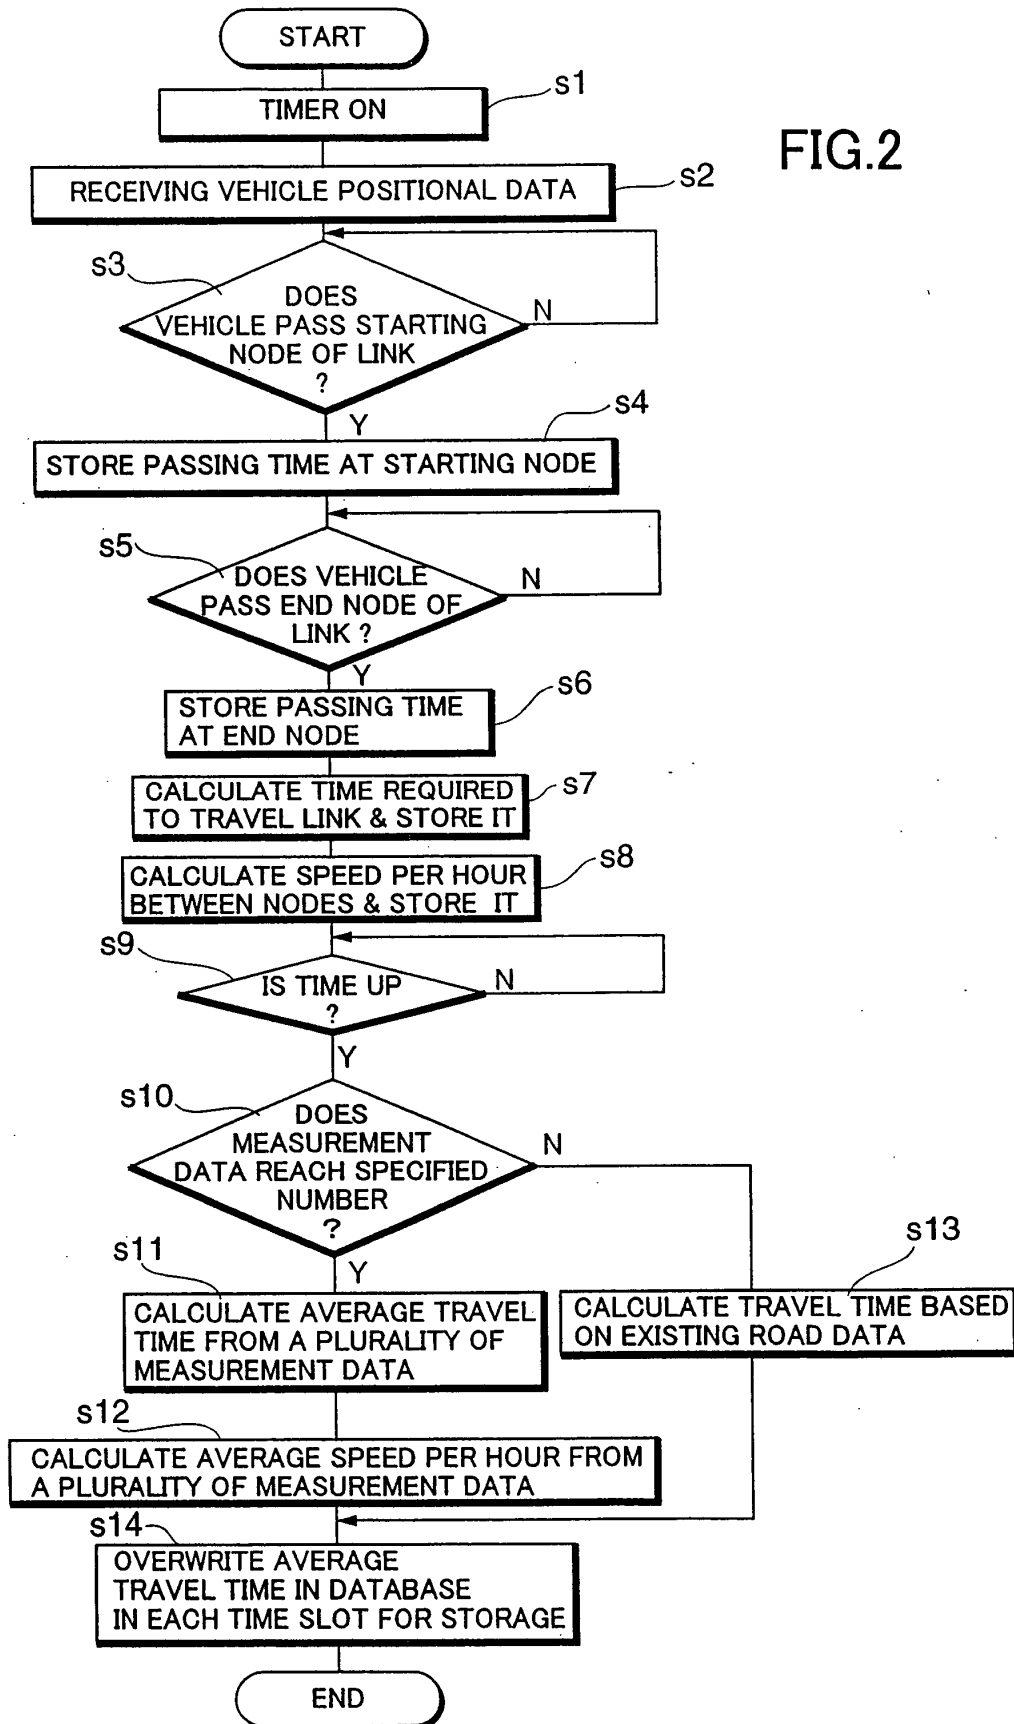 START
s1
TIMER ON
FIG.2
s2
RECEIVING VEHICLE POSITIONAL DATA
s3
DOES
VEHICLE PASS STARTING
NODE OF LINK
?
N
Y
s4
STORE PASSING TIME AT STARTING NODE
s5
DOES VEHICLE
PASS END NODE OF
LINK ?
N
Y
s6
STORE PASSING TIME
AT END NODE
s7
CALCULATE TIME REQUIRED
TO TRAVEL LINK & STORE IT
s8
CALCULATE SPEED PER HOUR
BETWEEN NODES & STORE IT
s9
IS TIME UP
?
N
Y
s10
DOES
MEASUREMENT
DATA REACH SPECIFIED
NUMBER
?
N
Y
s11
CALCULATE AVERAGE TRAVEL
TIME FROM A PLURALITY OF
MEASUREMENT DATA
s13
CALCULATE TRAVEL TIME BASED
ON EXISTING ROAD DATA
s12
CALCULATE AVERAGE SPEED PER HOUR FROM
A PLURALITY OF MEASUREMENT DATA
s14
OVERWRITE AVERAGE
TRAVEL TIME IN DATABASE
IN EACH TIME SLOT FOR STORAGE
END